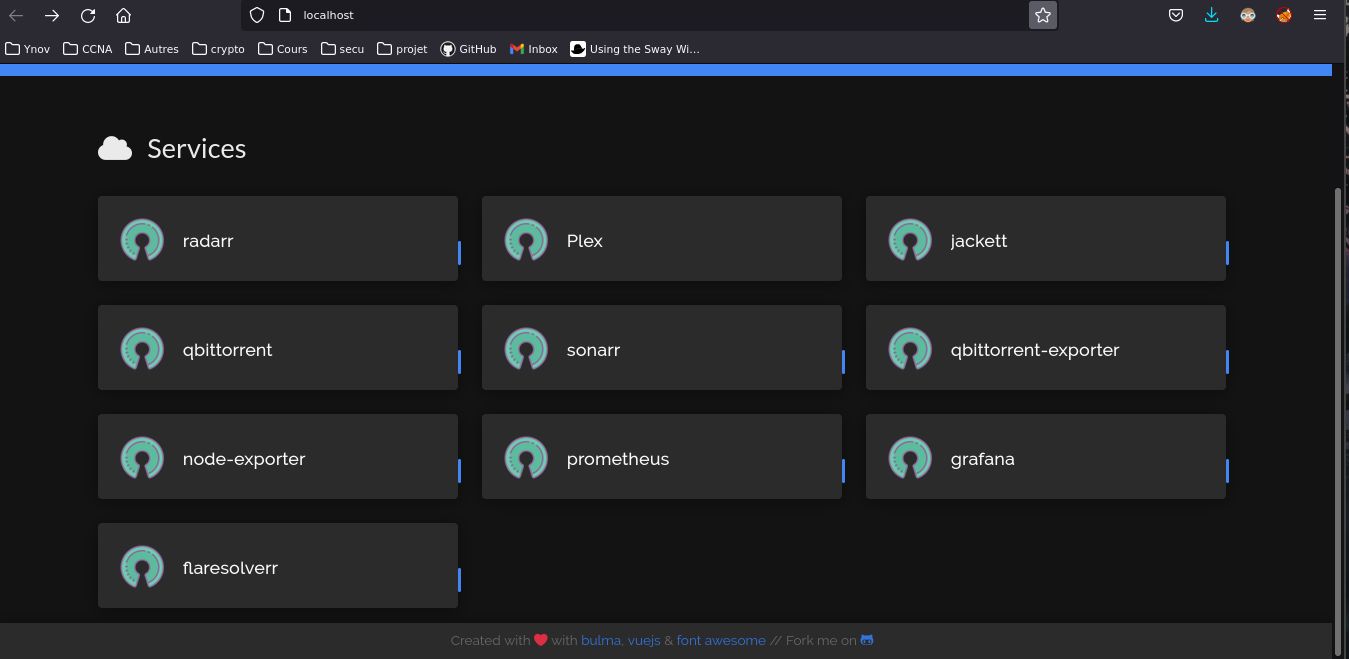 localhost
Ynov CCNA Autres crypto Cours secu projet GitHub Inbox Using the Sway Wi...
Services
radarr Plex jackett
qbittorrent sonarr qbittorrent-exporter
node-exporter prometheus grafana
flaresolverr
Created with with bulma, vuejs & font awesome // Fork me on